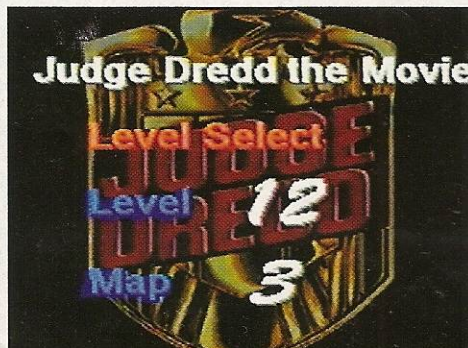 Judge Dredd the Movie
Level Select
JUDGE
Level 12
DREDD
Map 3